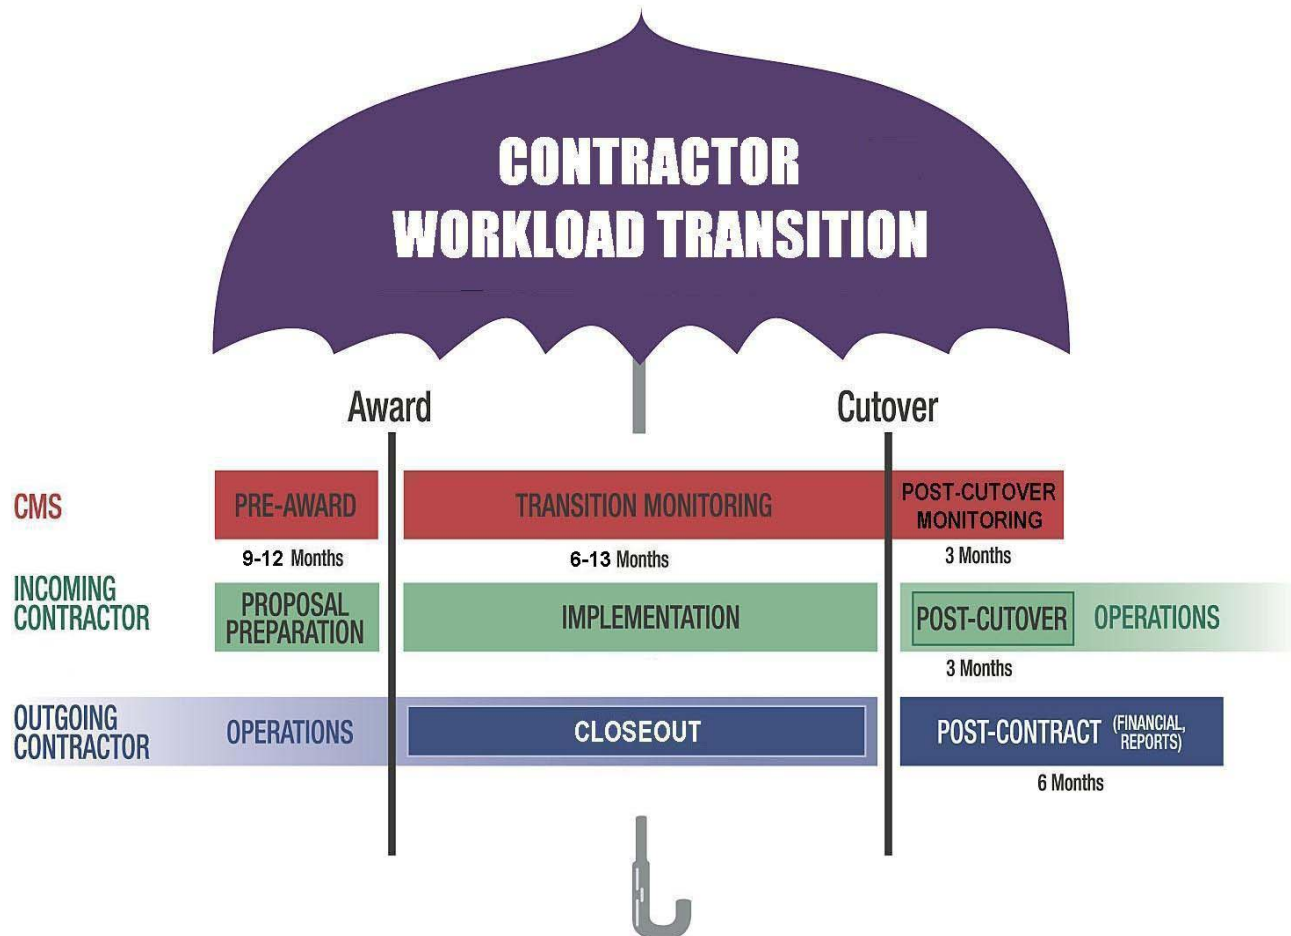 CONTRACTOR
WORKLOAD TRANSITION
Award
Cutover
CMS
PRE-AWARD
TRANSITION MONITORING
POST-CUTOVER
MONITORING
9-12 Months
6-13 Months
3 Months
INCOMING
CONTRACTOR
PROPOSAL
PREPARATION
IMPLEMENTATION
POST-CUTOVER
OPERATIONS
3 Months
OUTGOING
CONTRACTOR
OPERATIONS
CLOSEOUT
POST-CONTRACT
(FINANCIAL,
REPORTS)
6 Months